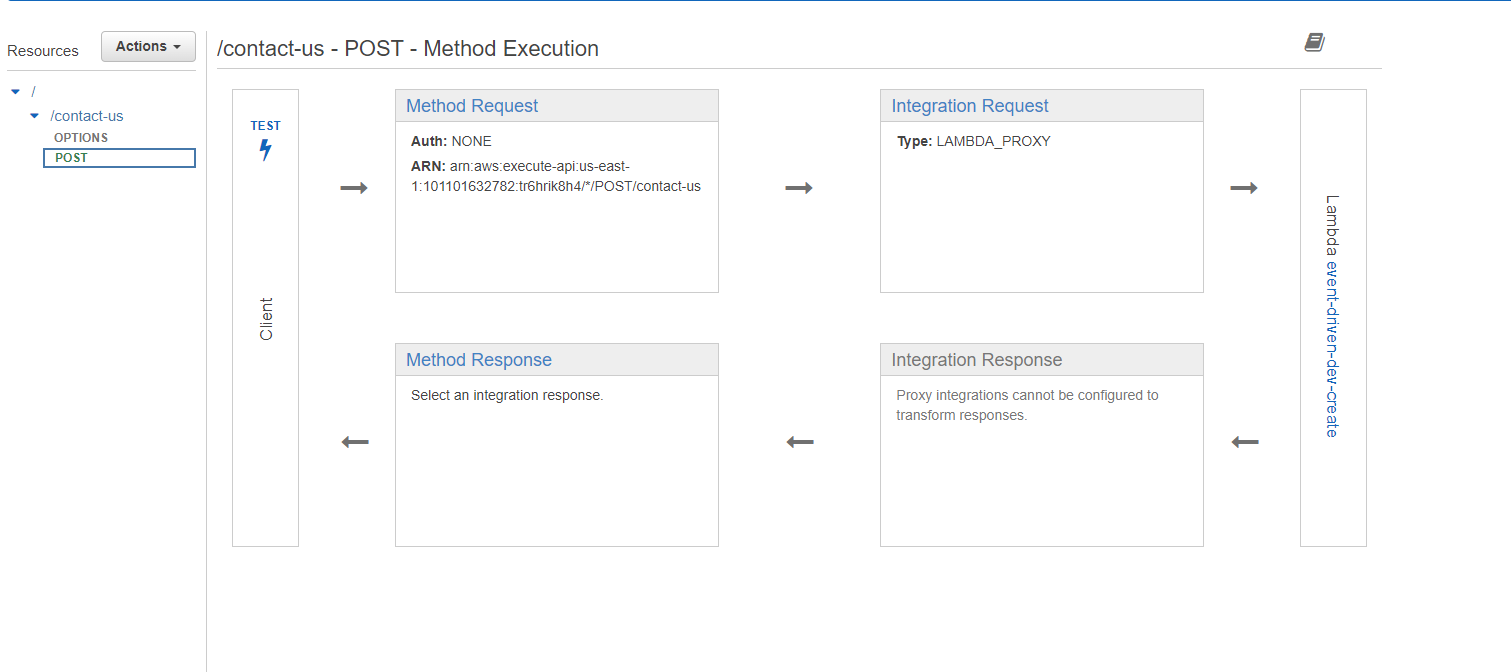 Resources
Actions
/
/contact-us
OPTIONS
POST
/contact-us - POST - Method Execution
TEST
Client
Method Request
Auth: NONE
ARN: arn:aws:execute-api:us-east-
1:101101632782:tr6hrik8h4/*/POST/contact-us
Integration Request
Type: LAMBDA_PROXY
Lambda event-driven-dev-create
Method Response
Select an integration response.
Integration Response
Proxy integrations cannot be configured to
transform responses.